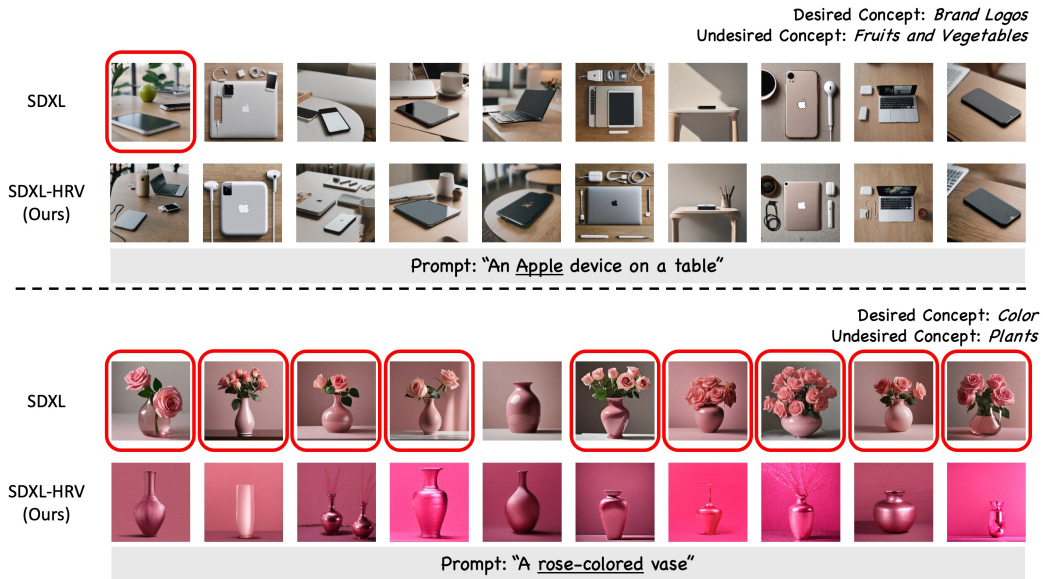 Desired Concept: Brand Logos
Undesired Concept: Fruits and Vegetables
SDXL
SDXL-HRV
(Ours)
Prompt: “An Apple device on a table”
Desired Concept: Color
Undesired Concept: Plants
SDXL
SDXL-HRV
(Ours)
Prompt: “A rose-colored vase”